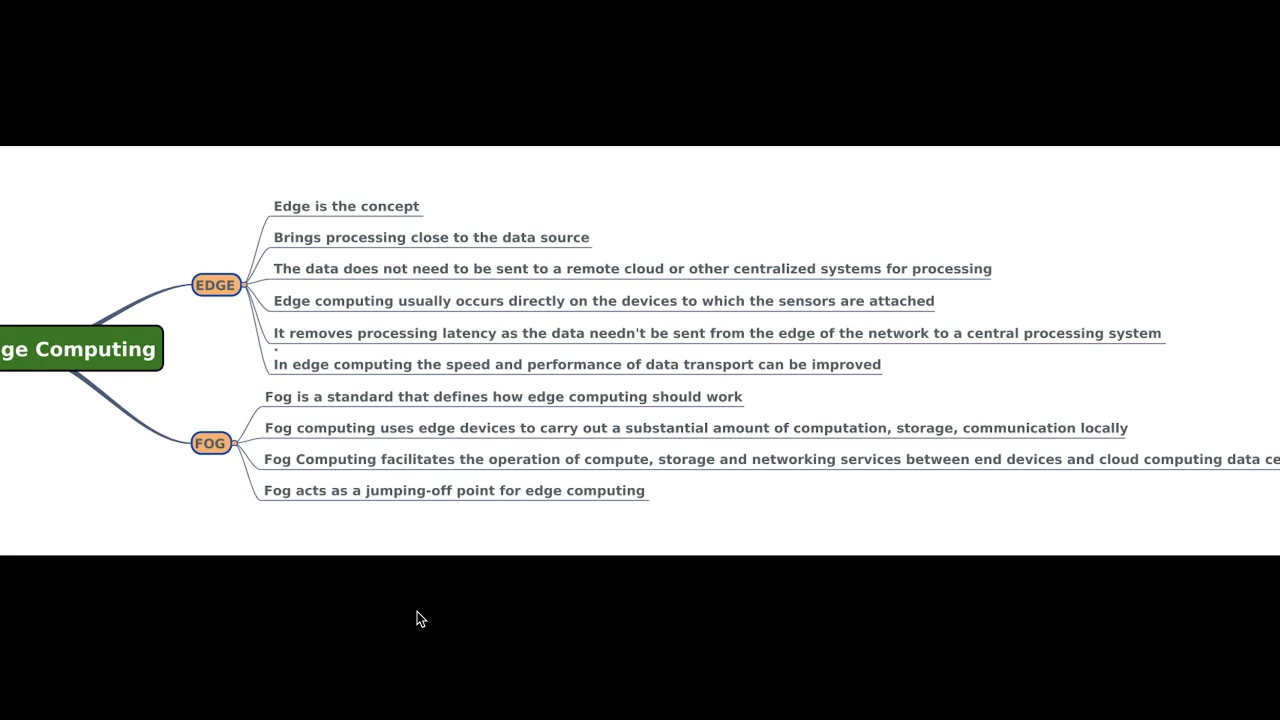 Edge is the concept
Brings processing close to the data source
The data does not need to be sent to a remote cloud or other centralized systems for processing
EDGE
Edge computing usually occurs directly on the devices to which the sensors are attached
It removes processing latency as the data needn't be sent from the edge of the network to a central processing system
.
In edge computing the speed and performance of data transport can be improved
Computing
Fog is a standard that defines how edge computing should work
Fog computing uses edge devices to carry out a substantial amount of computation, storage, communication locally
FOG
Fog Computing facilitates the operation of compute, storage and networking services between end devices and cloud computing data
Fog acts as a jumping-off point for edge computing